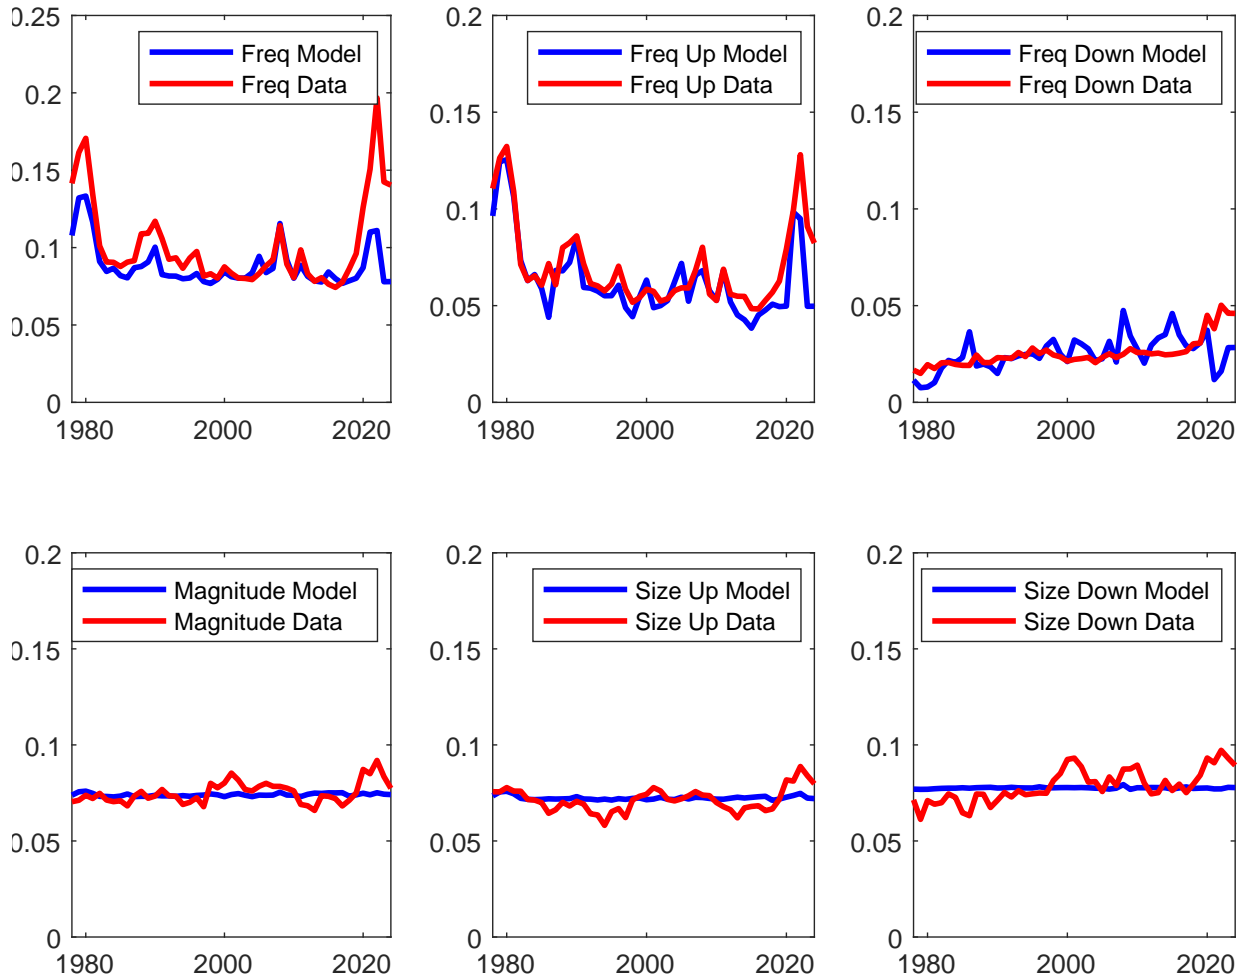 0.25
0.2
0.15
0.1
0.05
0
1980 2000 2020
Freq Model
Freq Data
0.2
0.15
0.1
0.05
0
1980 2000 2020
Freq Up Model
Freq Up Data
0.2
0.15
0.1
0.05
0
1980 2000 2020
Freq Down Model
Freq Down Data
0.2
0.15
0.1
0.05
0
1980 2000 2020
Magnitude Model
Magnitude Data
0.2
0.15
0.1
0.05
0
1980 2000 2020
Size Up Model
Size Up Data
0.2
0.15
0.1
0.05
0
1980 2000 2020
Size Down Model
Size Down Data